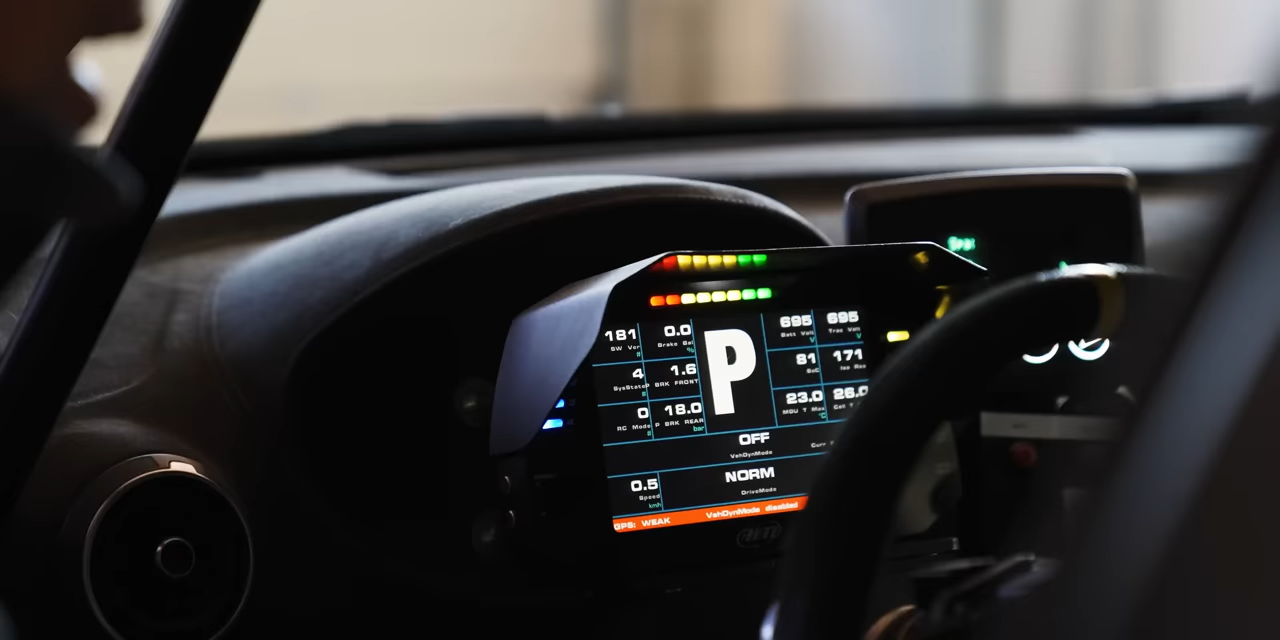 181 0.0 P 695 695
SW Ver Brake Bal Batt Volt Trac Volt
# % V V
4 1.6 81 171
SysState P BRK FRONT SoC Iso Res
#
0 18.0 23.0 26.0
RC Mode P BRK REAR MGU T Max
# bar °C
OFF
VehDynMode Curr
0.5 NORM
Speed DriveMode
kmh
GPS: WEAK VehDynMode disabled
AiM